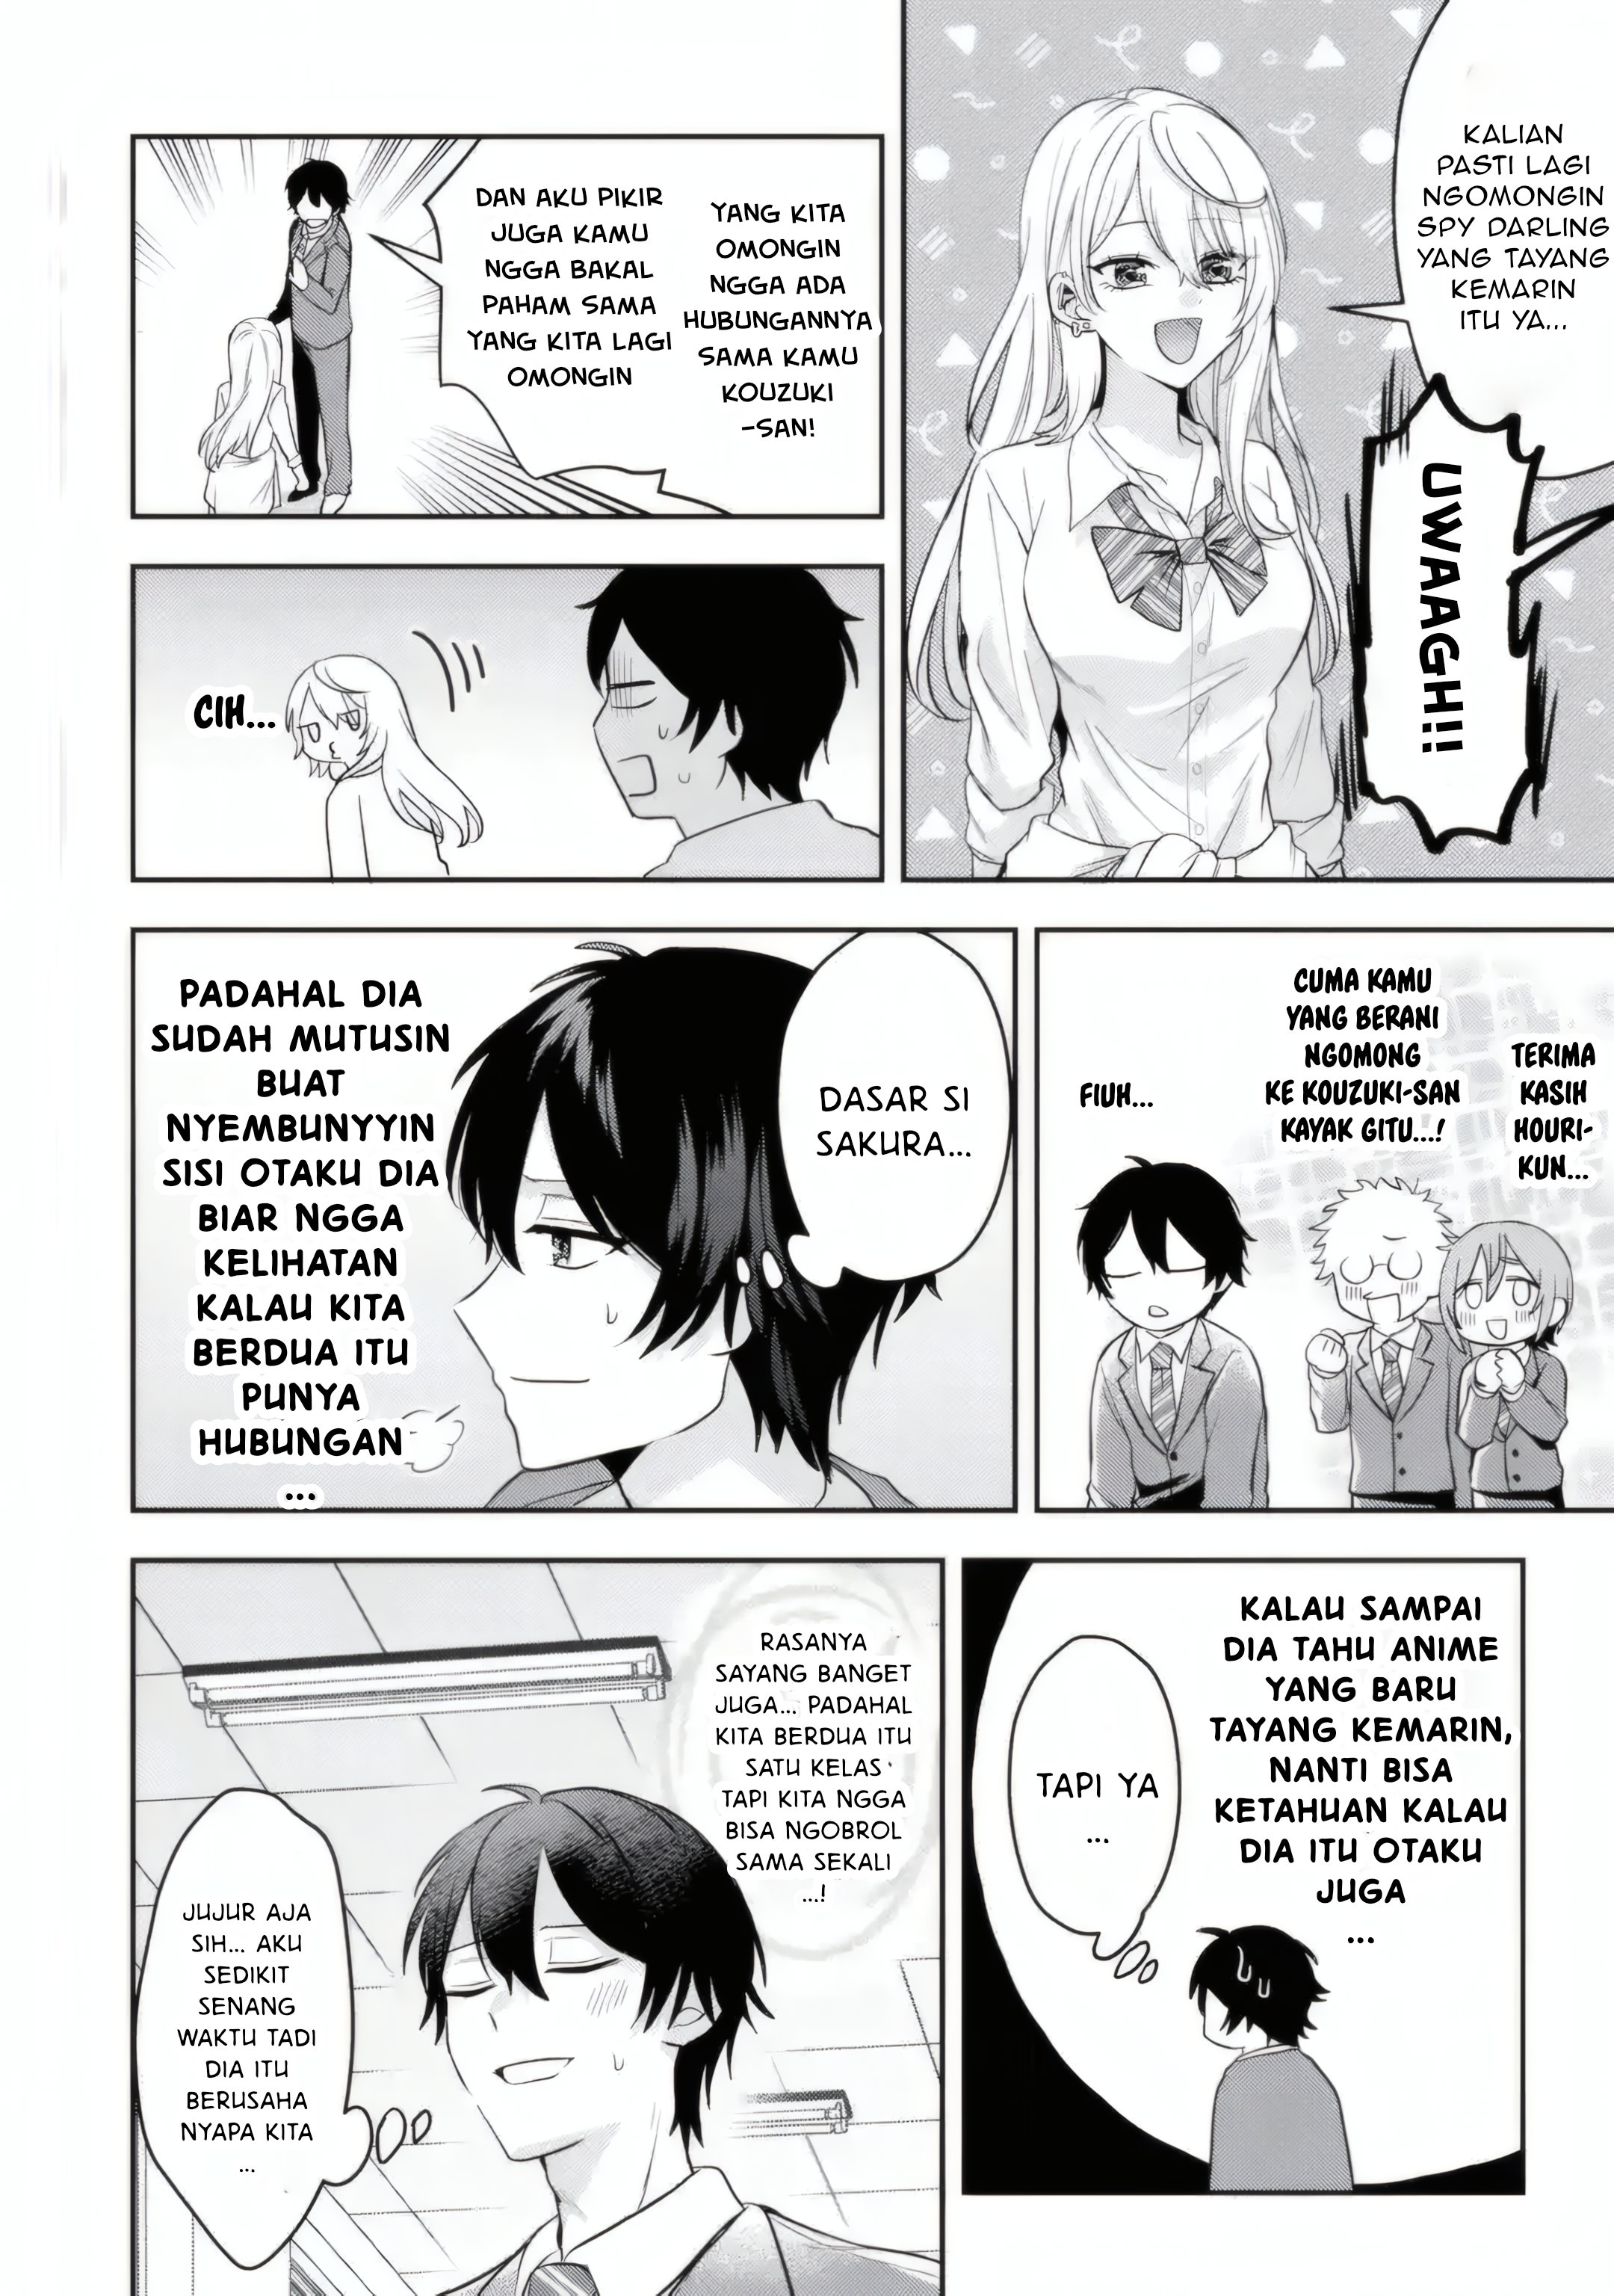 KALIAN
PASTI LAGI
NGOMONGIN
SPY DARLING
YANG TAYANG
KEMARIN
ITU YA...
UWAAGH!!
YANG KITA
OMONGIN
NGGA ADA
HUBUNGANNYA
SAMA KAMU
KOUZUKI
-SAN!
DAN AKU PIKIR
JUGA KAMU
NGGA BAKAL
PAHAM SAMA
YANG KITA LAGI
OMONGIN
CIH...
TERIMA
KASIH
HOURI-
KUN...
CUMA KAMU
YANG BERANI
NGOMONG
KE KOUZUKI-SAN
KAYAK GITU...!
FIUH...
DASAR SI
SAKURA...
PADAHAL DIA
SUDAH MUTUSIN
BUAT
NYEMBUNYYIN
SISI OTAKU DIA
BIAR NGGA
KELIHATAN
KALAU KITA
BERDUA ITU
PUNYA
HUBUNGAN
...
KALAU SAMPAI
DIA TAHU ANIME
YANG BARU
TAYANG KEMARIN,
NANTI BISA
KETAHUAN KALAU
DIA ITU OTAKU
JUGA
...
TAPI YA
...
RASANYA
SAYANG BANGET
JUGA... PADAHAL
KITA BERDUA ITU
SATU KELAS
TAPI KITA NGGA
BISA NGOBROL
SAMA SEKALI
...!
JUJUR AJA
SIH... AKU
SEDIKIT
SENANG
WAKTU TADI
DIA ITU
BERUSAHA
NYAPA KITA
...